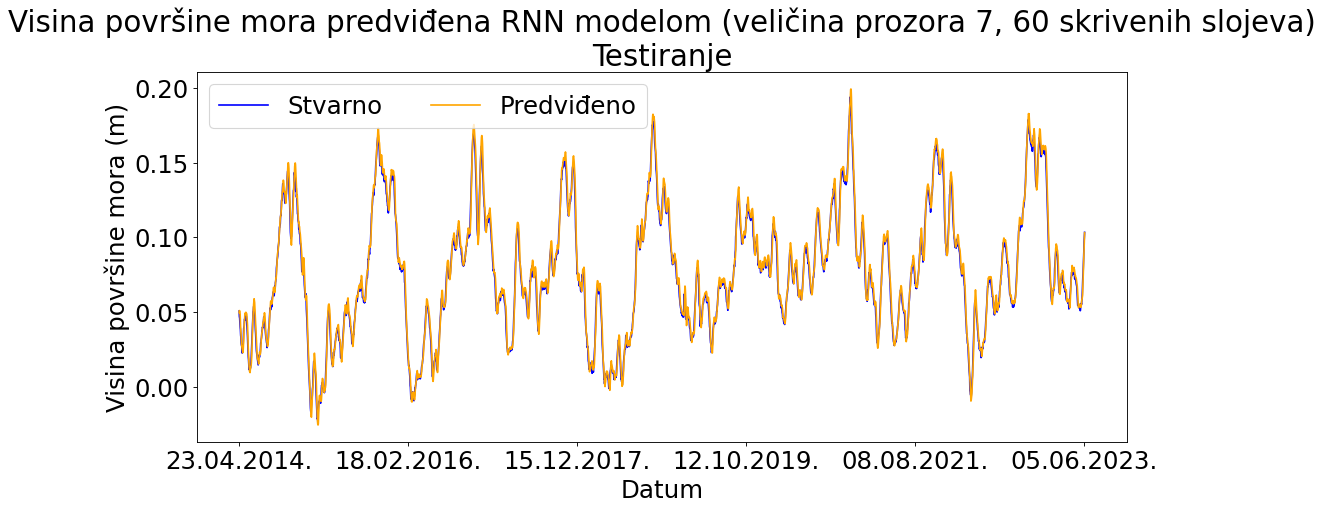 Visina površine mora predviđena RNN modelom (veličina prozora 7, 60 skrivenih slojeva)
Testiranje
Stvarno
Predviđeno
Visina površine mora (m)
0.20
0.15
0.10
0.05
0.00
23.04.2014.
18.02.2016.
15.12.2017.
12.10.2019.
08.08.2021.
05.06.2023.
Datum